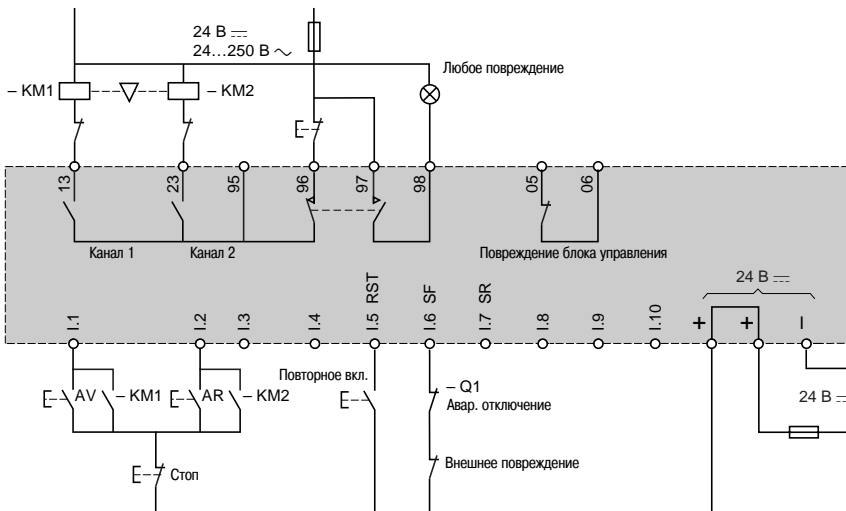 24 В ⎓
24…250 В ∼
Любое повреждение
– KM1
– KM2
13
23
95
96
97
98
05
06
Канал 1
Канал 2
Повреждение блока управления
24 В ⎓
I.1
I.2
I.3
I.4
I.5 RST
I.6 SF
I.7 SR
I.8
I.9
I.10
+
+
I
Повторное вкл.
– Q1
Авар. отключение
AV
– KM1
AR
– KM2
24 В ⎓
Стоп
Внешнее повреждение